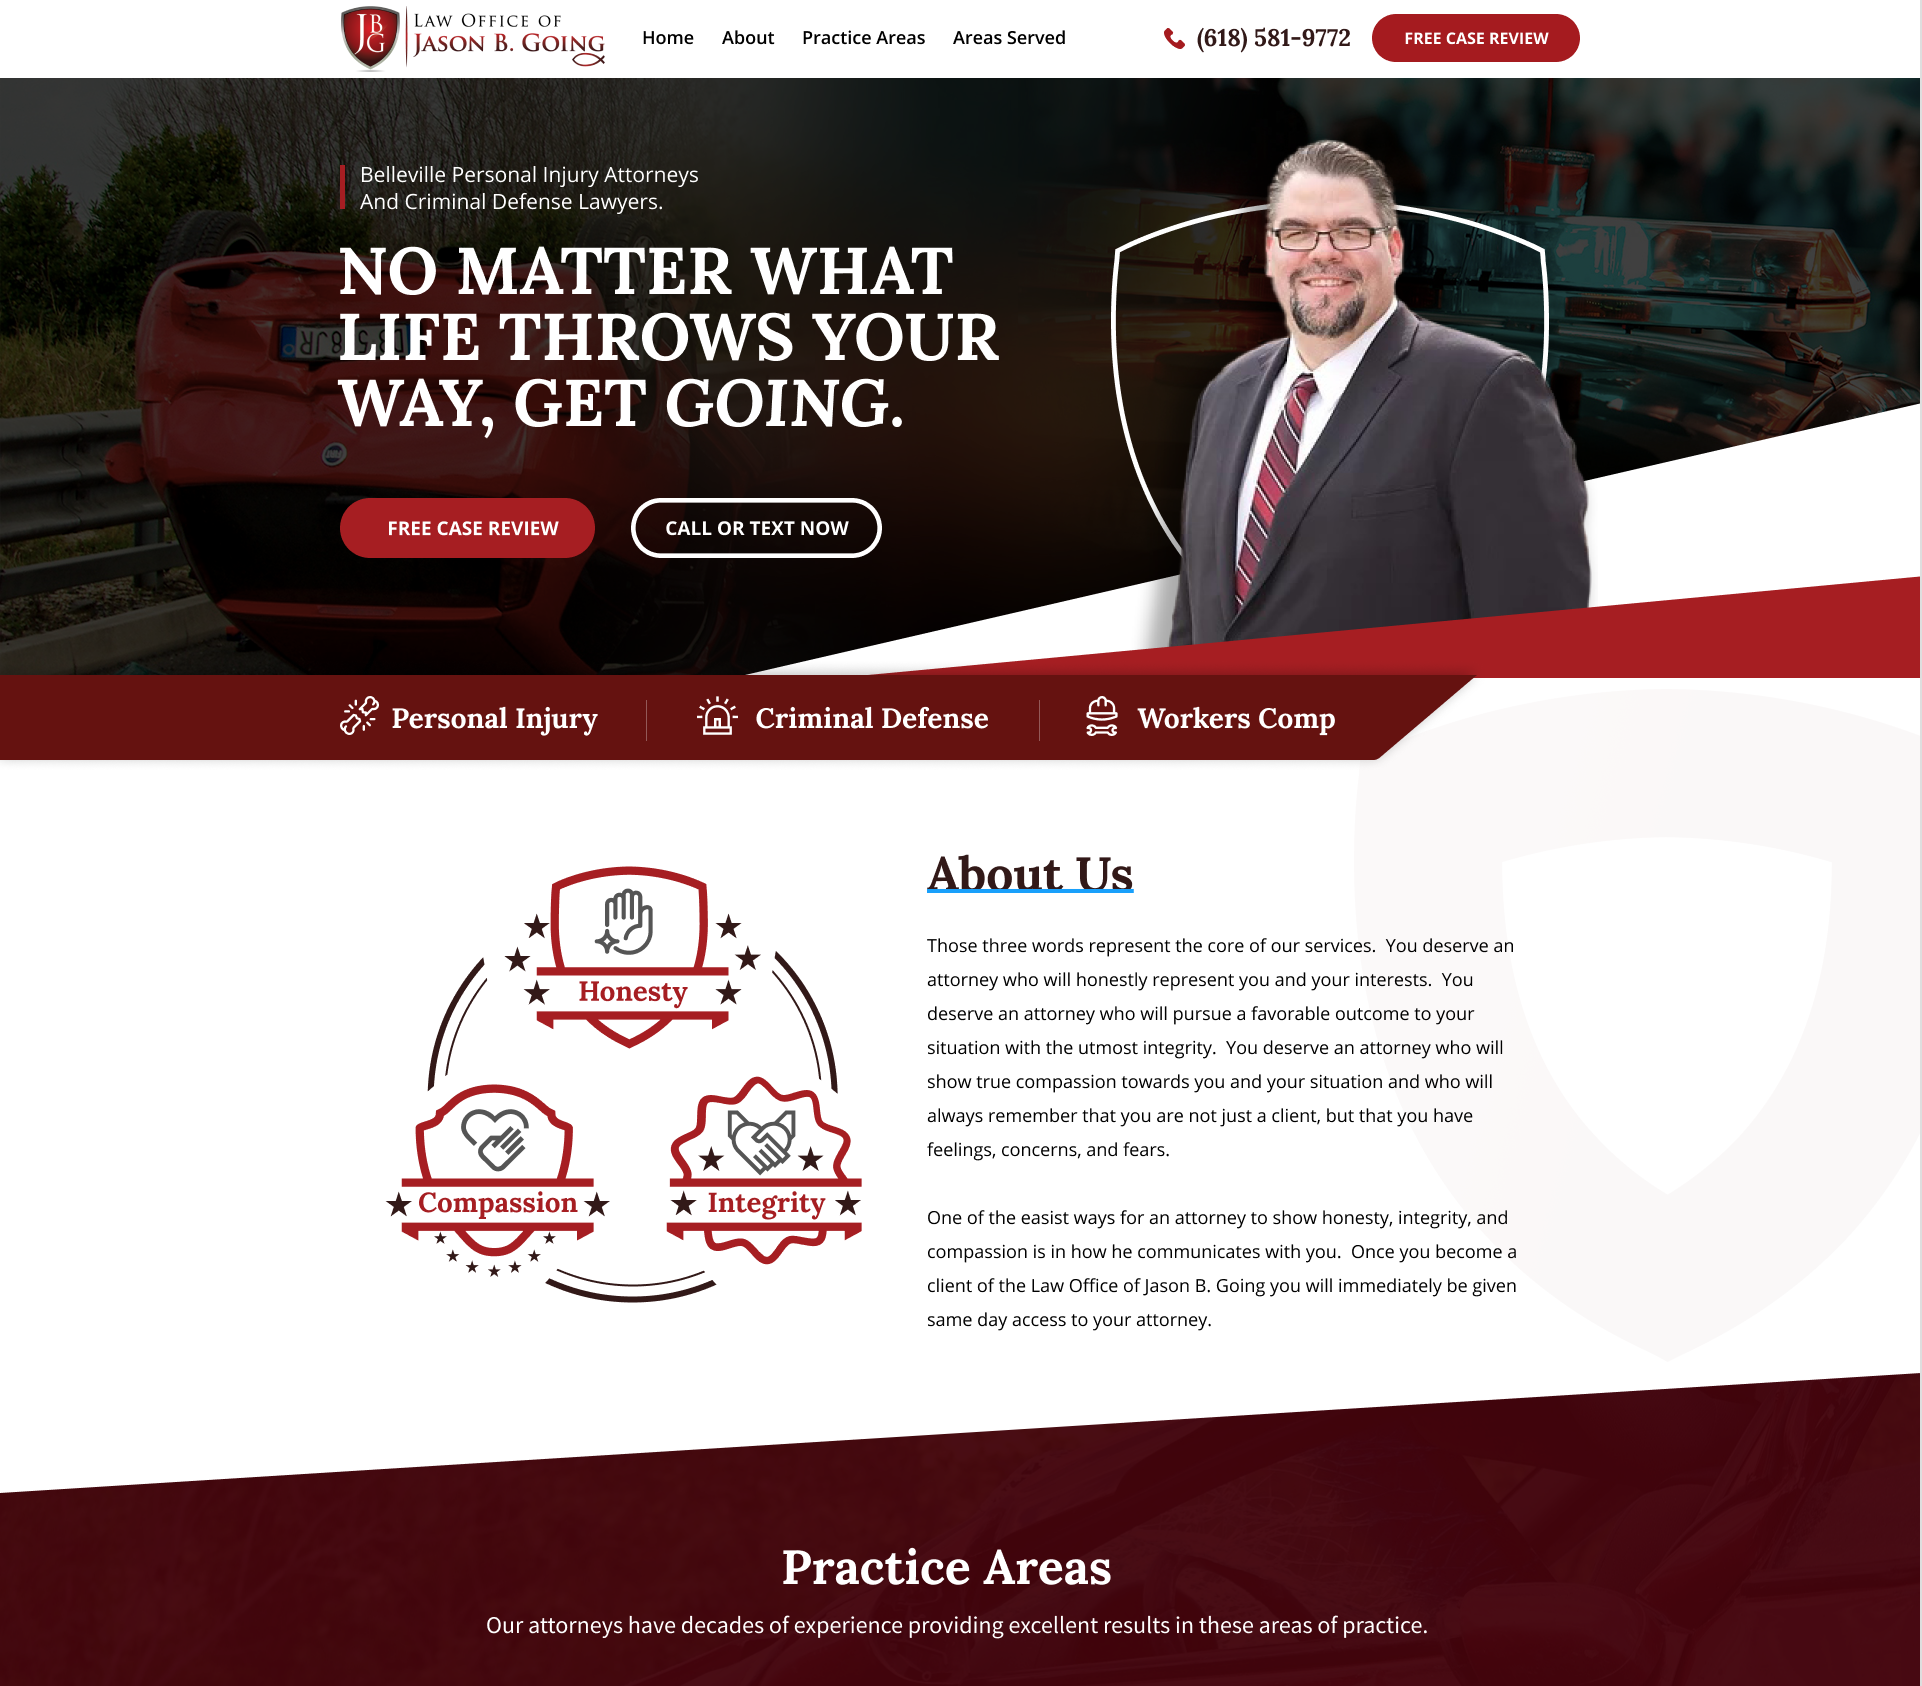 JBG
LAW OFFICE OF
JASON B. GOING
Home
About
Practice Areas
Areas Served
(618) 581-9772
FREE CASE REVIEW
Belleville Personal Injury Attorneys
And Criminal Defense Lawyers.
NO MATTER WHAT
LIFE THROWS YOUR
WAY, GET GOING.
FREE CASE REVIEW
CALL OR TEXT NOW
Personal Injury
Criminal Defense
Workers Comp
Honesty
Compassion
Integrity
About Us
Those three words represent the core of our services.  You deserve an
attorney who will honestly represent you and your interests.  You
deserve an attorney who will pursue a favorable outcome to your
situation with the utmost integrity.  You deserve an attorney who will
show true compassion towards you and your situation and who will
always remember that you are not just a client, but that you have
feelings, concerns, and fears.
One of the easist ways for an attorney to show honesty, integrity, and
compassion is in how he communicates with you.  Once you become a
client of the Law Office of Jason B. Going you will immediately be given
same day access to your attorney.
Practice Areas
Our attorneys have decades of experience providing excellent results in these areas of practice.